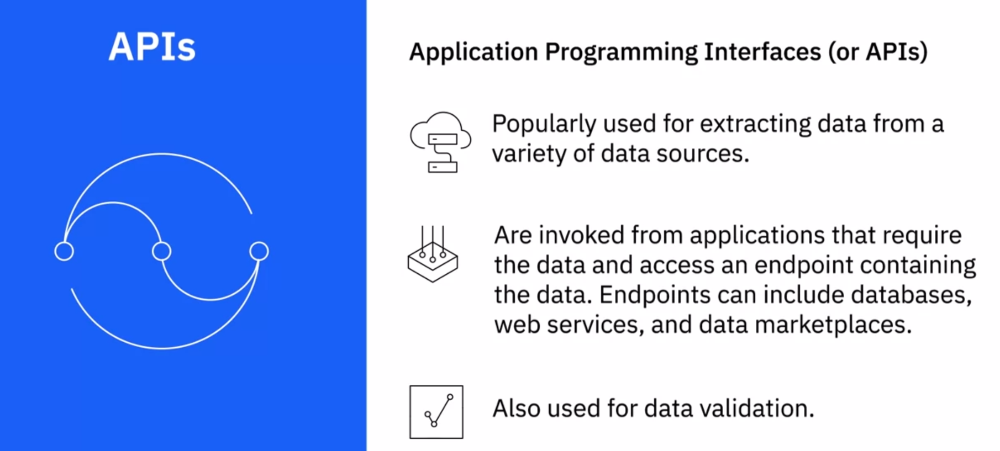 APIs
Application Programming Interfaces (or APIs)
Popularly used for extracting data from a
variety of data sources.
Are invoked from applications that require
the data and access an endpoint containing
the data. Endpoints can include databases,
web services, and data marketplaces.
Also used for data validation.